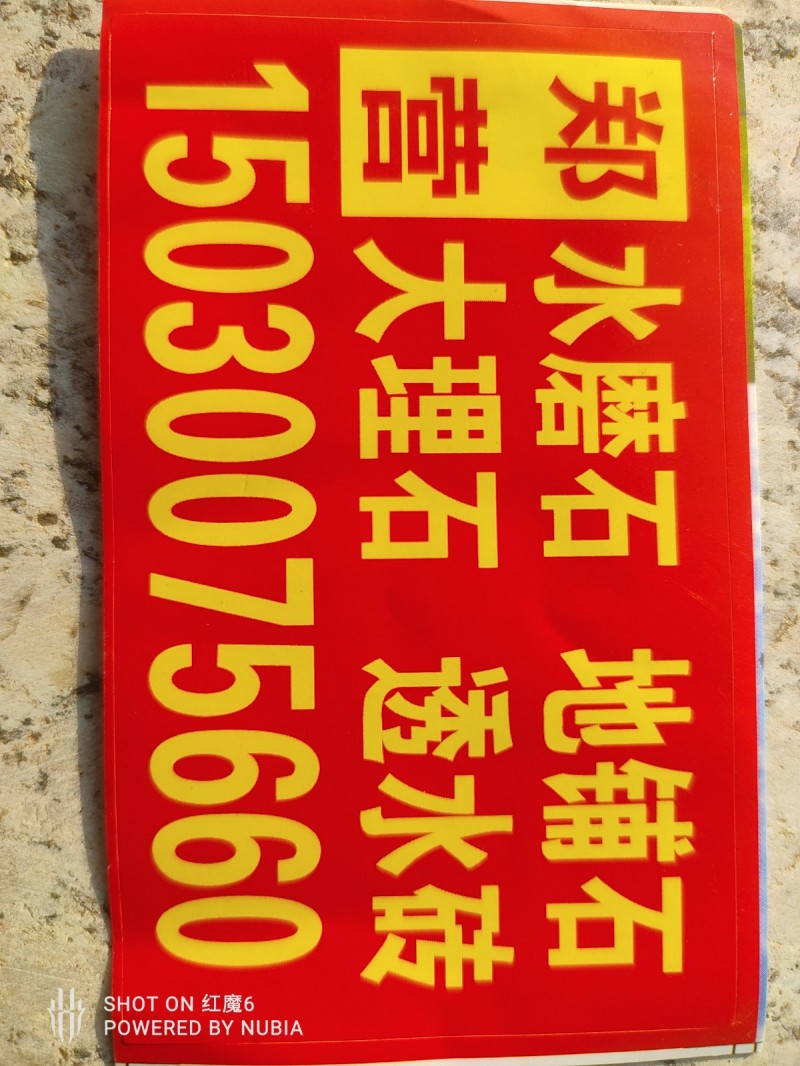 郑 水磨石 地铺石
营 大理石 透水砖
15030075660
SHOT ON 红魔6
POWERED BY NUBIA